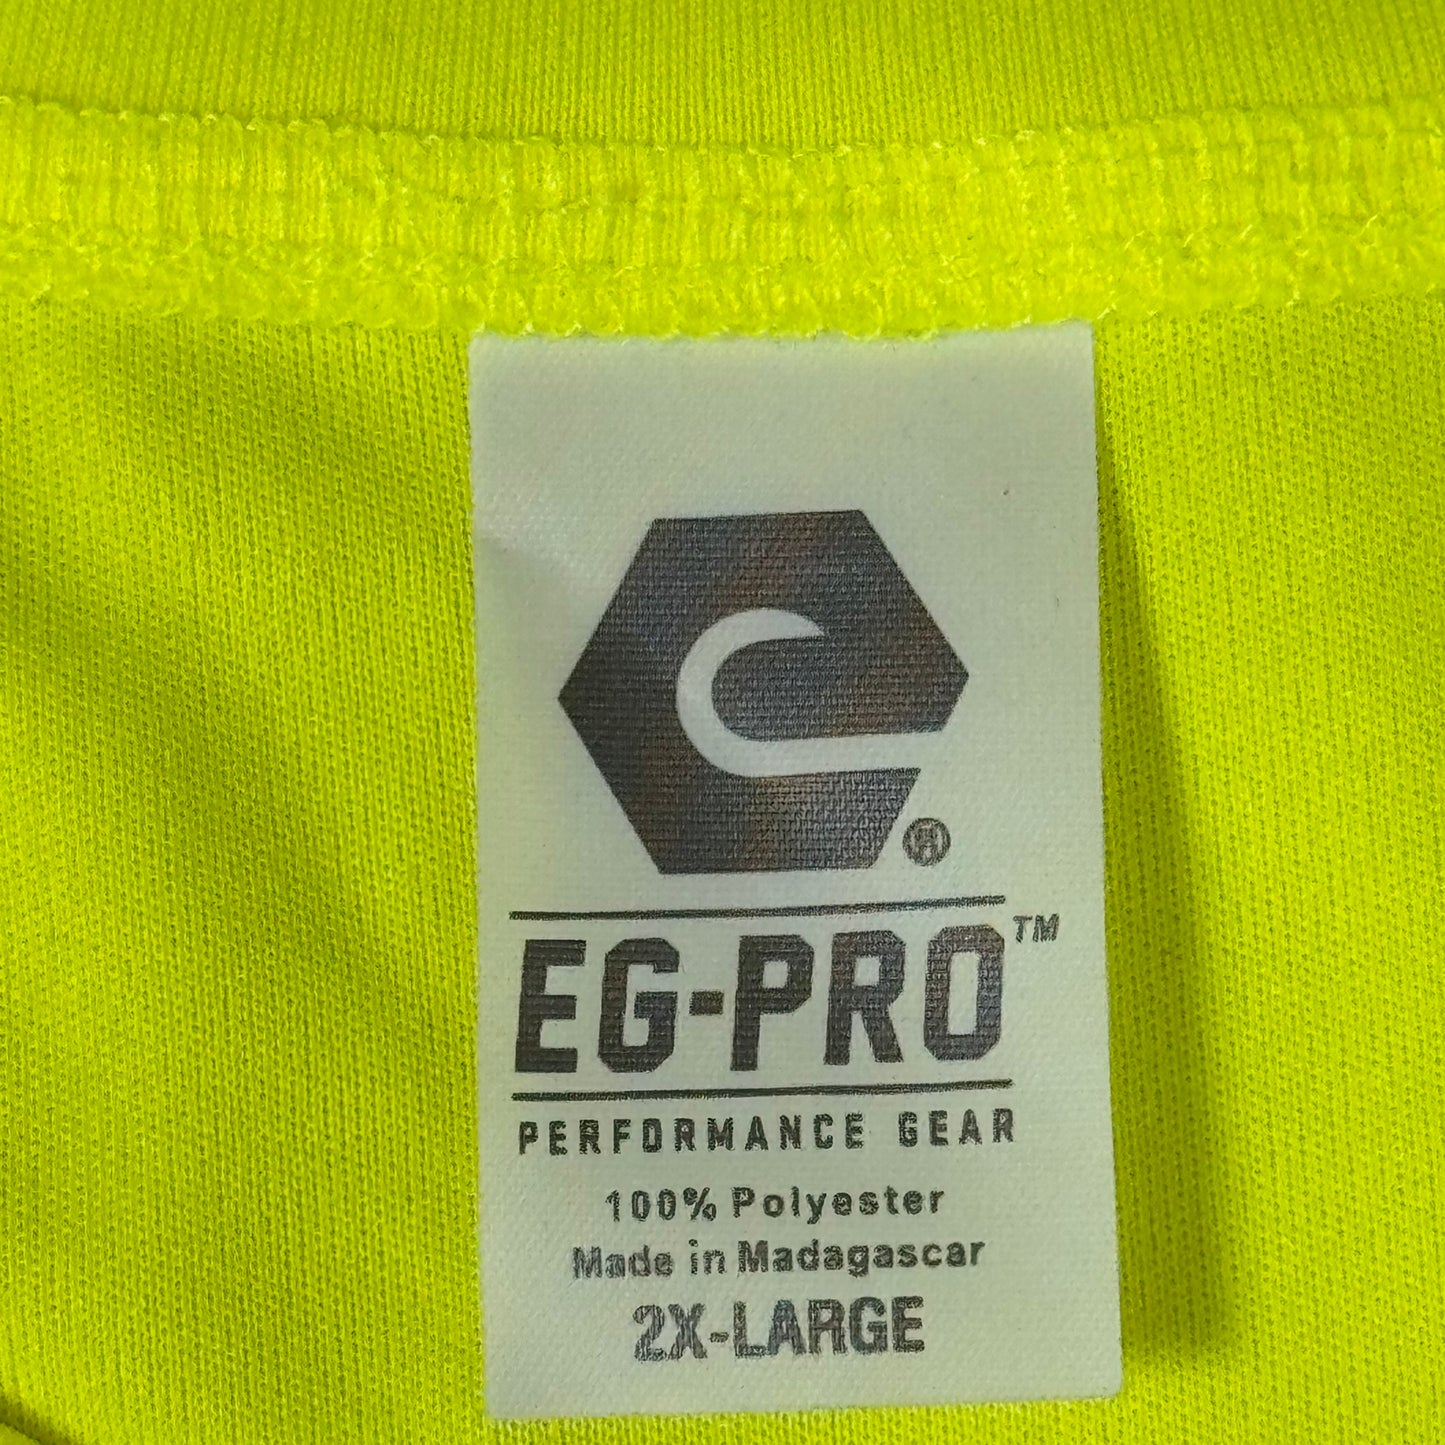 ®
EG-PRO™
PERFORMANCE GEAR
100% Polyester
Made in Madagascar
2X-LARGE